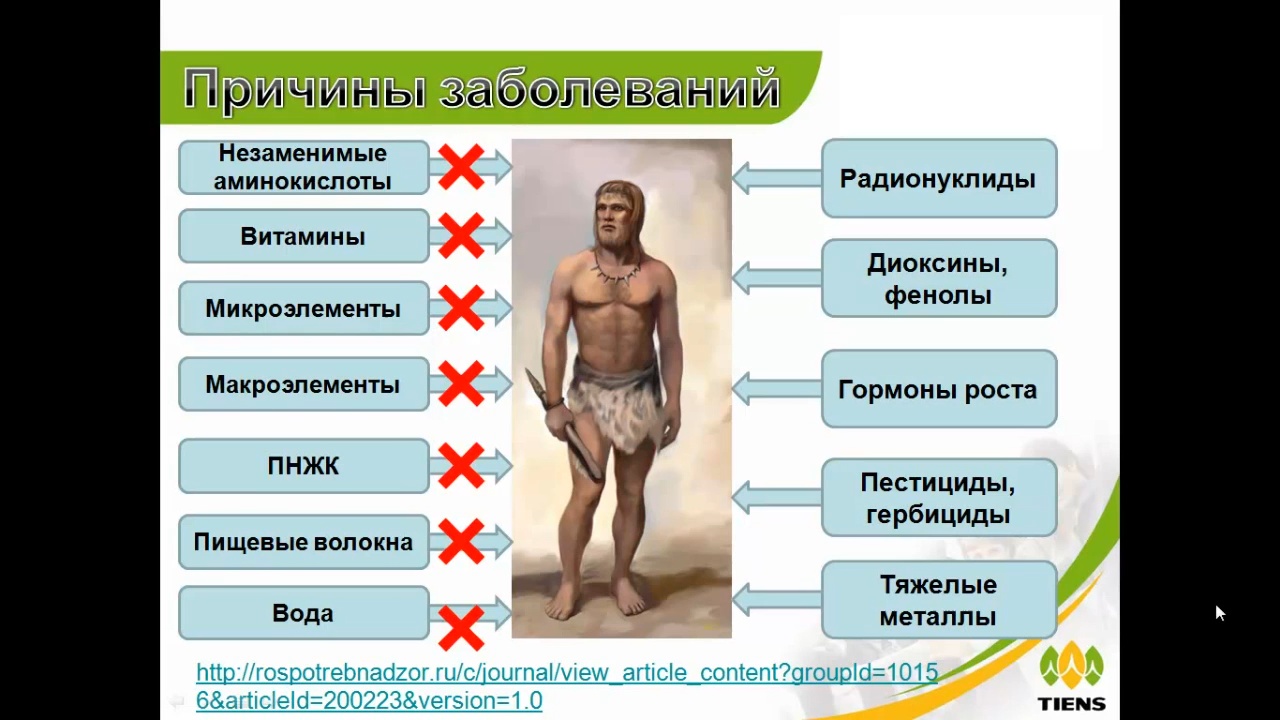 Причины заболеваний
Незаменимые
аминокислоты
Витамины
Микроэлементы
Макроэлементы
ПНЖК
Пищевые волокна
Вода
Радионуклиды
Диоксины,
фенолы
Гормоны роста
Пестициды,
гербициды
Тяжелые
металлы
http://rospotrebnadzor.ru/c/journal/view_article_content?groupId=1015
6&articleId=200223&version=1.0
TIENS